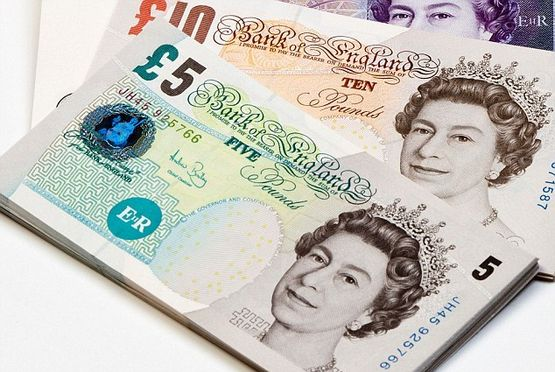 EIIR
£10
Bank of England
I PROMISE TO PAY THE BEARER ON DEMAND THE SUM OF
TEN
Pounds
71587
£5
JH45 925766
Bank of England
I PROMISE TO PAY THE BEARER ON DEMAND THE SUM OF
FIVE
Pounds
THE GOVERNOR AND COMPANY
BANK OF ENGLAND
EIIR
5
JH45 925766